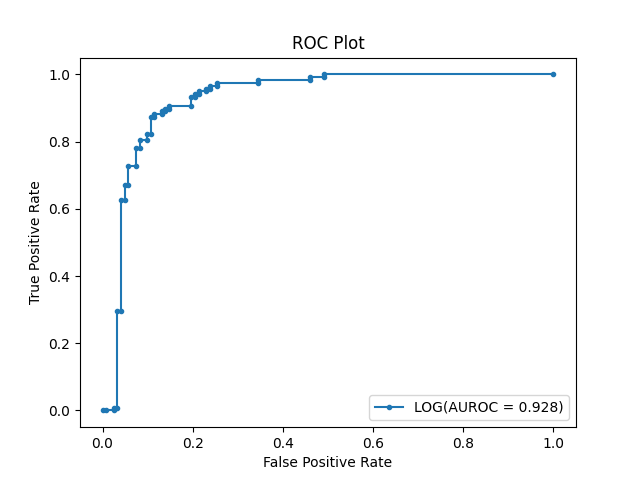 ROC Plot
True Positive Rate
1.0
0.8
0.6
0.4
0.2
0.0
LOG(AUROC = 0.928)
0.0 0.2 0.4 0.6 0.8 1.0
False Positive Rate